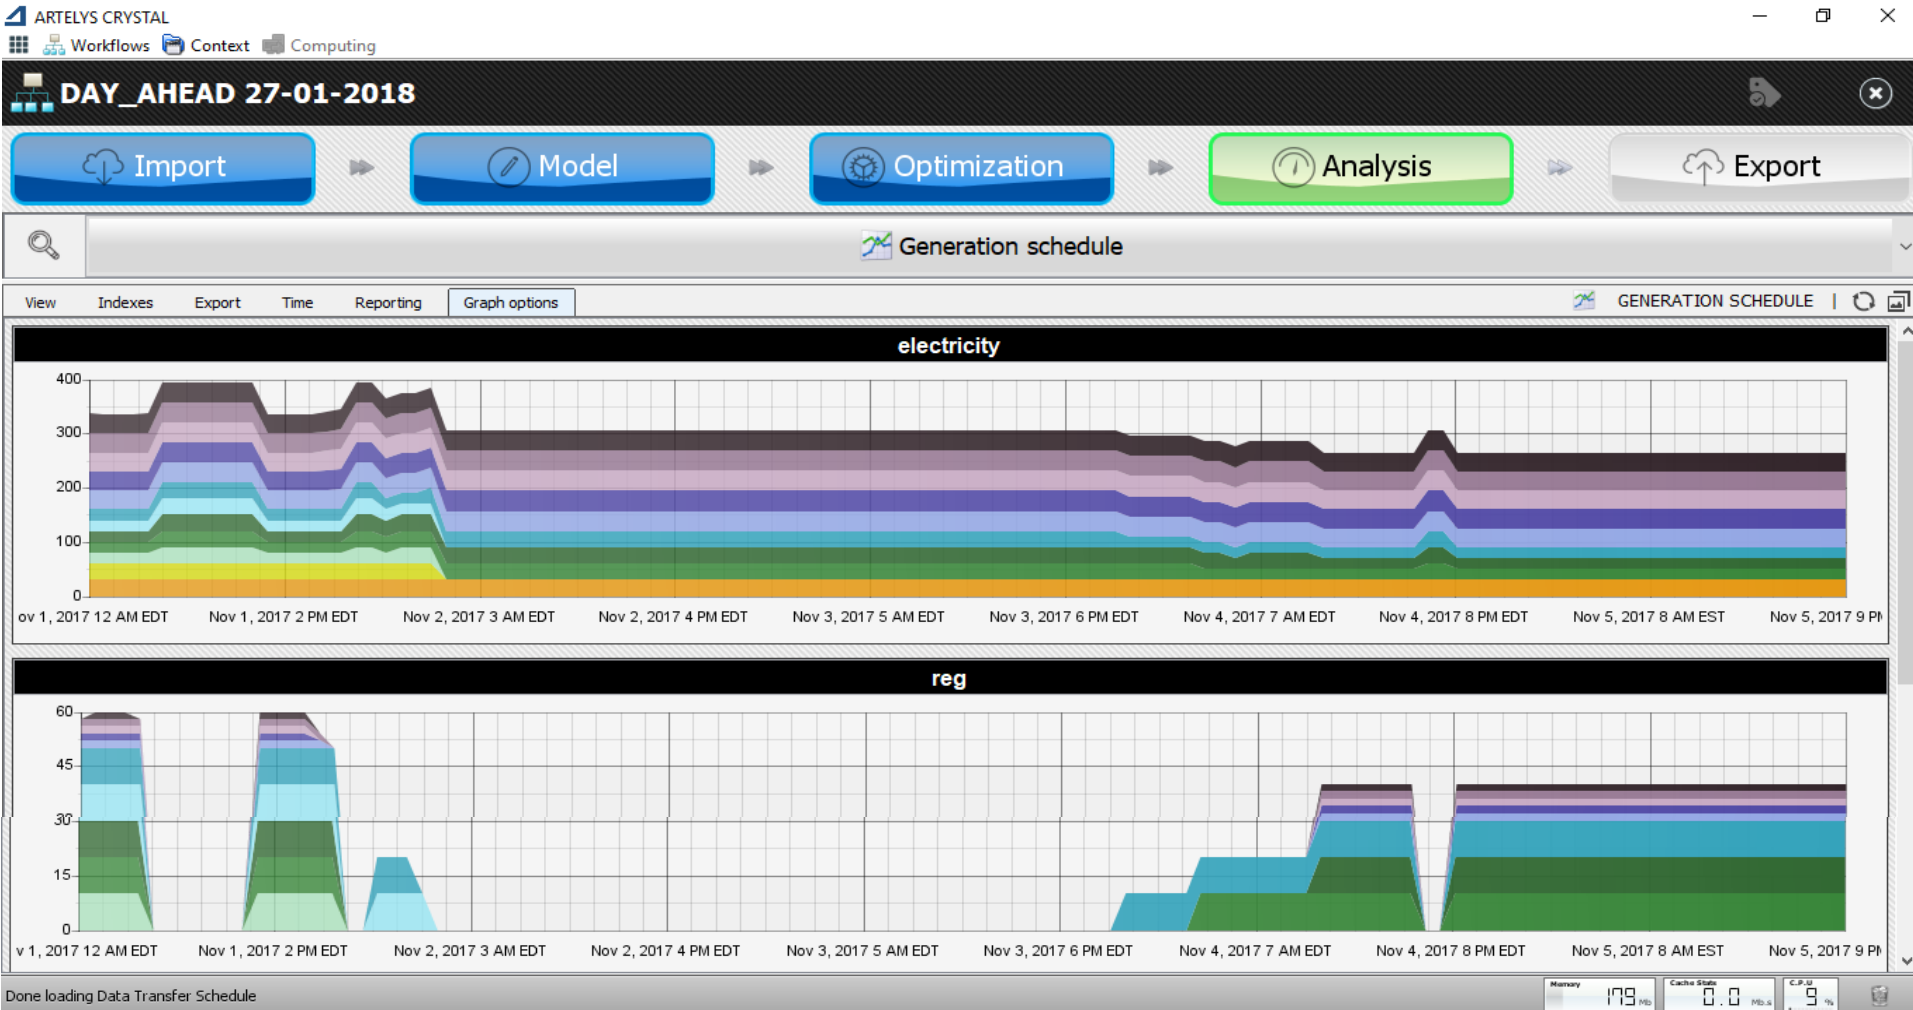 ARTELYS CRYSTAL
Workflows Context Computing
DAY_AHEAD 27-01-2018
Import Model Optimization Analysis Export
Generation schedule
View Indexes Export Time Reporting Graph options GENERATION SCHEDULE |
electricity
400
300
200
100
0
ov 1, 2017 12 AM EDT Nov 1, 2017 2 PM EDT Nov 2, 2017 3 AM EDT Nov 2, 2017 4 PM EDT Nov 3, 2017 5 AM EDT Nov 3, 2017 6 PM EDT Nov 4, 2017 7 AM EDT Nov 4, 2017 8 PM EDT Nov 5, 2017 8 AM EST Nov 5, 2017 9 P
reg
60
45
30
15
0
v 1, 2017 12 AM EDT Nov 1, 2017 2 PM EDT Nov 2, 2017 3 AM EDT Nov 2, 2017 4 PM EDT Nov 3, 2017 5 AM EDT Nov 3, 2017 6 PM EDT Nov 4, 2017 7 AM EDT Nov 4, 2017 8 PM EDT Nov 5, 2017 8 AM EST Nov 5, 2017 9 P
Done loading Data Transfer Schedule
Memory 179 Mb Cache Stats 0.0 Mb.s C.P.U 9 %